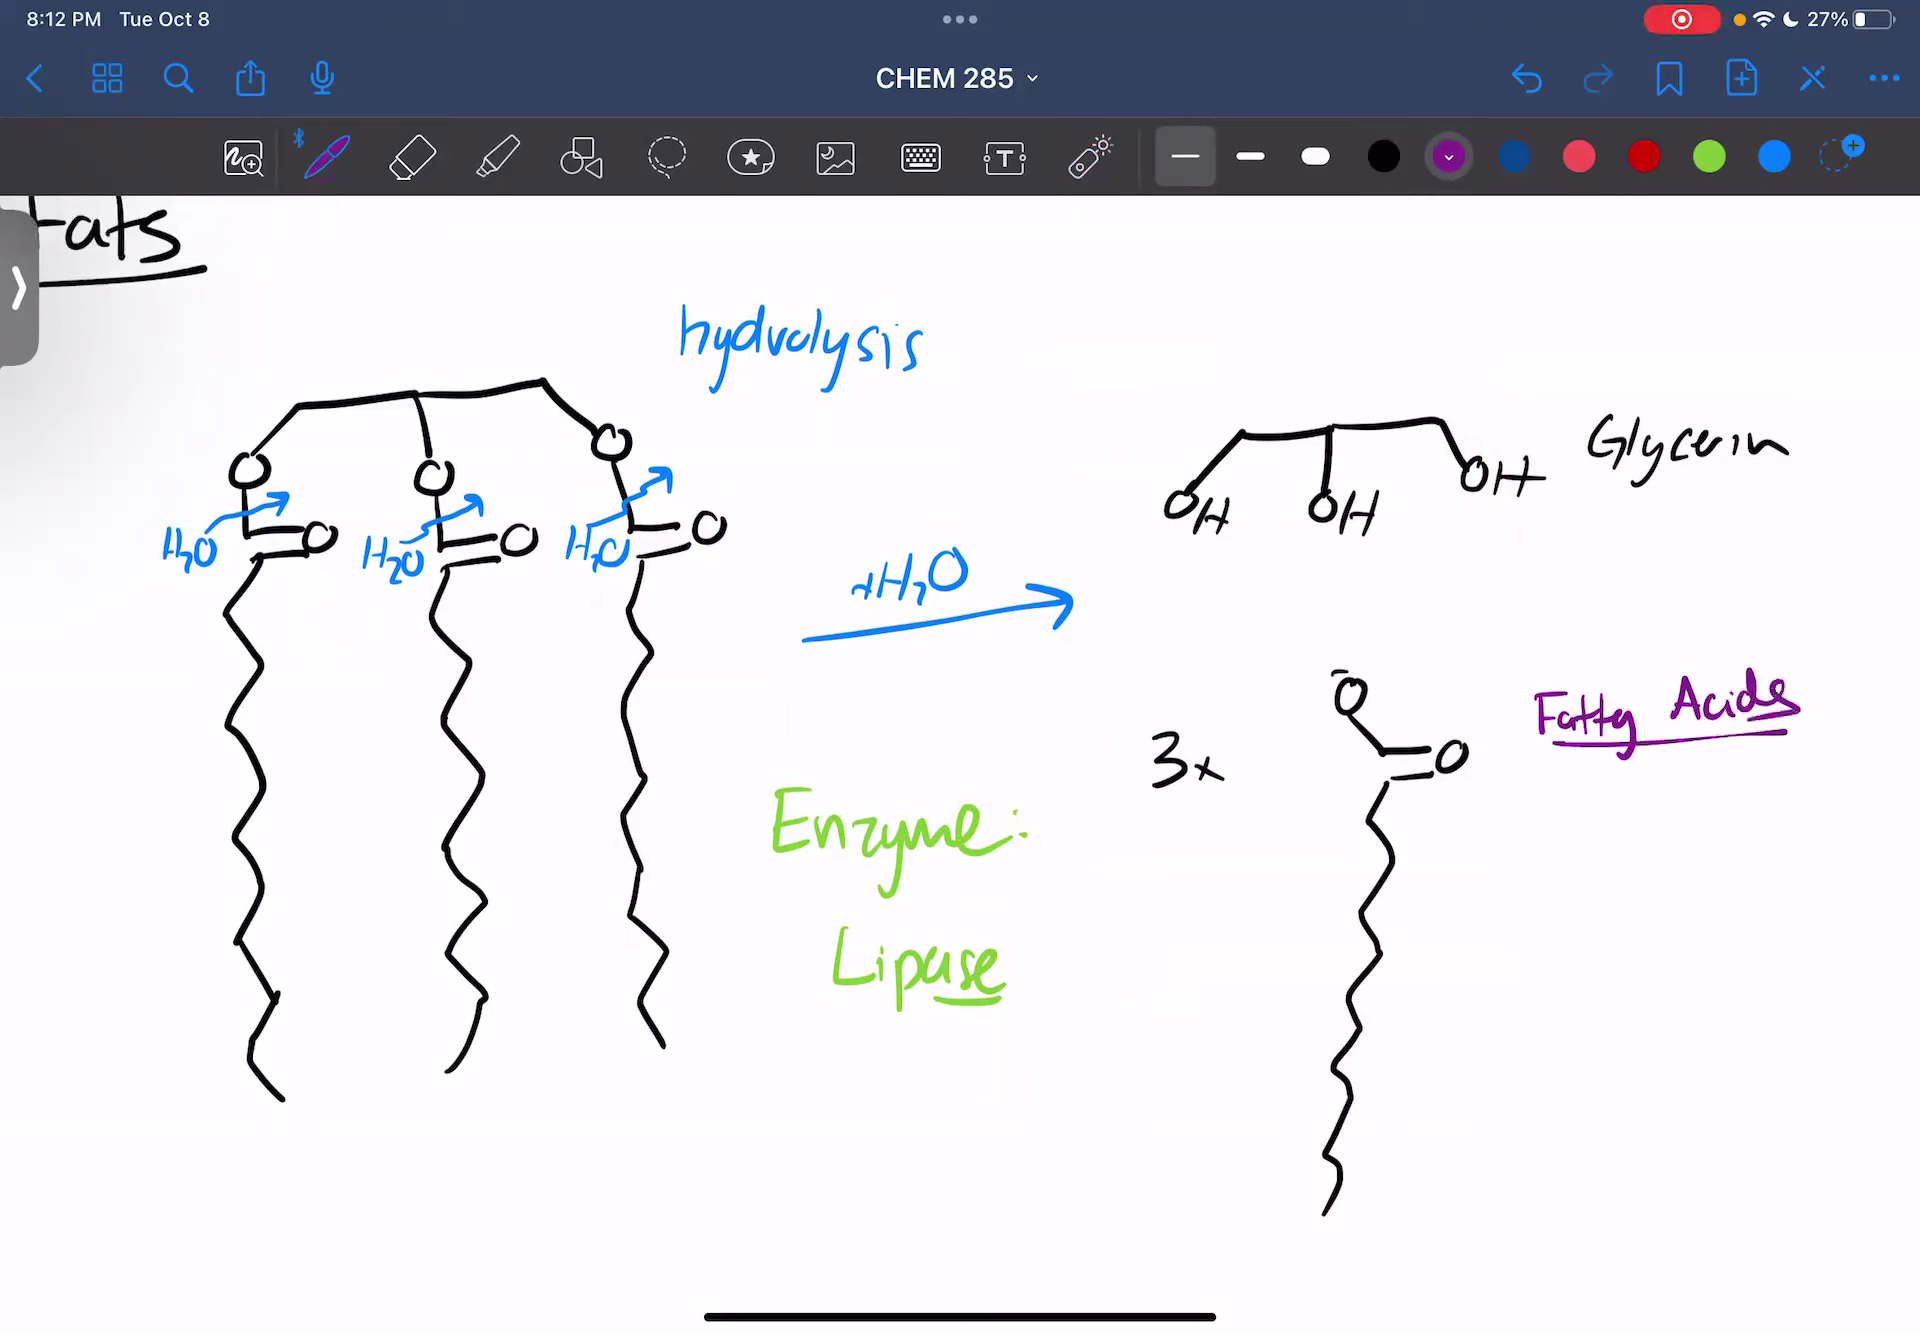 8:12 PM Tue Oct 8
27%
CHEM 285
T
Fats
hydrolysis
O
O
O
H2O
O
H2O
O
H2O
O
+H2O
OH
OH
OH
Glycerin
3x
-O
O
Fatty Acids
Enzyme:
Lipase